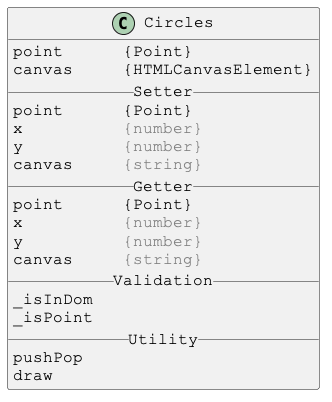 C Circles
point {Point}
canvas {HTMLCanvasElement}
Setter
point {Point}
x {number}
y {number}
canvas {string}
Getter
point {Point}
x {number}
y {number}
canvas {string}
Validation
_isInDom
_isPoint
Utility
pushPop
draw